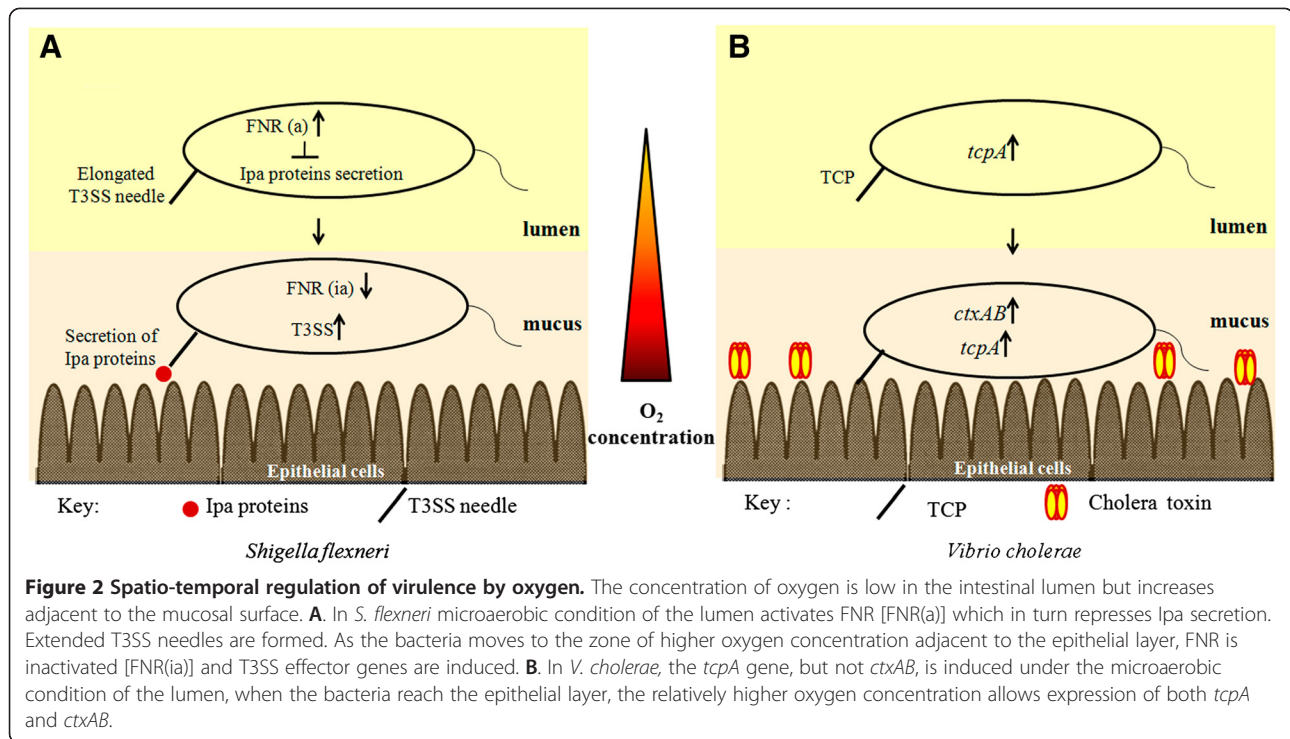 A
FNR (a)
Ipa proteins secretion
Elongated
T3SS needle
lumen
FNR (ia)
T3SS
mucus
Secretion of
Ipa proteins
Epithelial cells
Key:
Ipa proteins
T3SS needle
Shigella flexneri
O2
concentration
B
tcpA
TCP
lumen
ctxAB
tcpA
mucus
Epithelial cells
Key :
TCP
Cholera toxin
Vibrio cholerae
Figure 2 Spatio-temporal regulation of virulence by oxygen. The concentration of oxygen is low in the intestinal lumen but increases
adjacent to the mucosal surface. A. In S. flexneri microaerobic condition of the lumen activates FNR [FNR(a)] which in turn represses Ipa secretion.
Extended T3SS needles are formed. As the bacteria moves to the zone of higher oxygen concentration adjacent to the epithelial layer, FNR is
inactivated [FNR(ia)] and T3SS effector genes are induced. B. In V. cholerae, the tcpA gene, but not ctxAB, is induced under the microaerobic
condition of the lumen, when the bacteria reach the epithelial layer, the relatively higher oxygen concentration allows expression of both tcpA
and ctxAB.